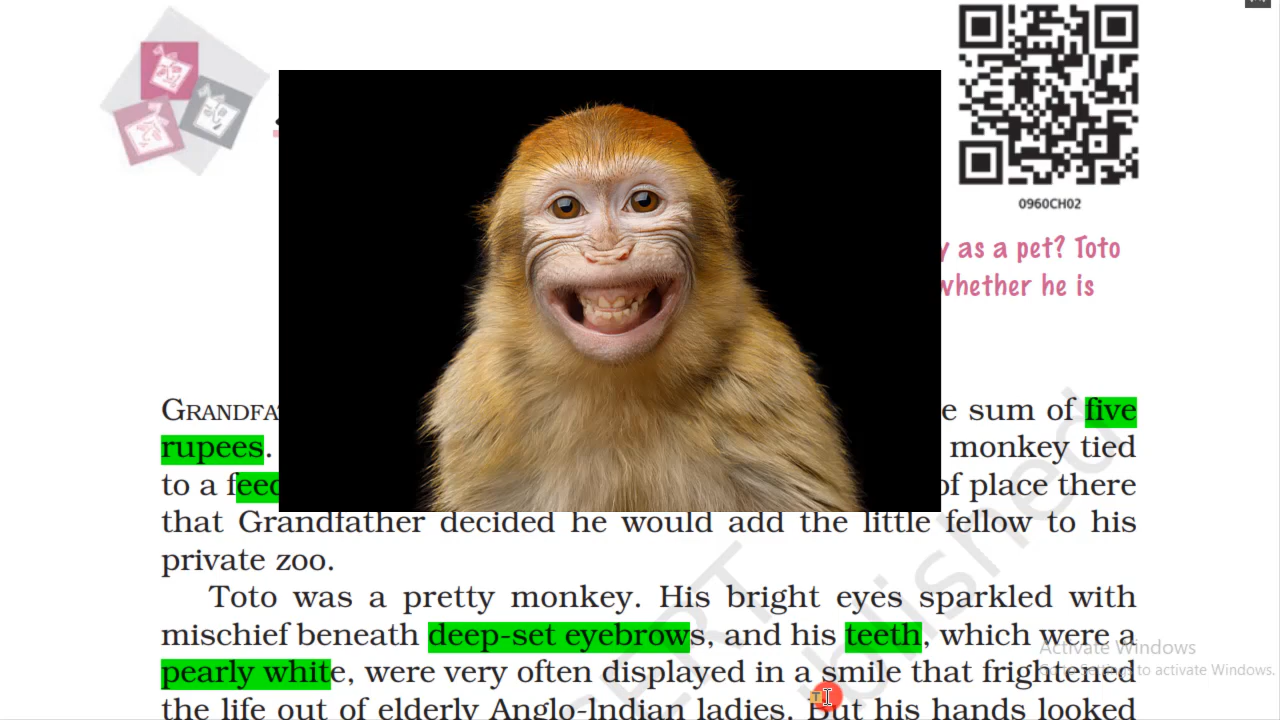 0960CH02
as a pet? Toto
whether he is
GRANDFA
e sum of five
rupees. monkey tied
to a feed of place there
that Grandfather decided he would add the little fellow to his
private zoo.
Toto was a pretty monkey. His bright eyes sparkled with
mischief beneath deep-set eyebrows, and his teeth, which were a
pearly white, were very often displayed in a smile that frightened
the life out of elderly Anglo-Indian ladies. But his hands looked
Activate Windows
Go to Settings to activate Windows.